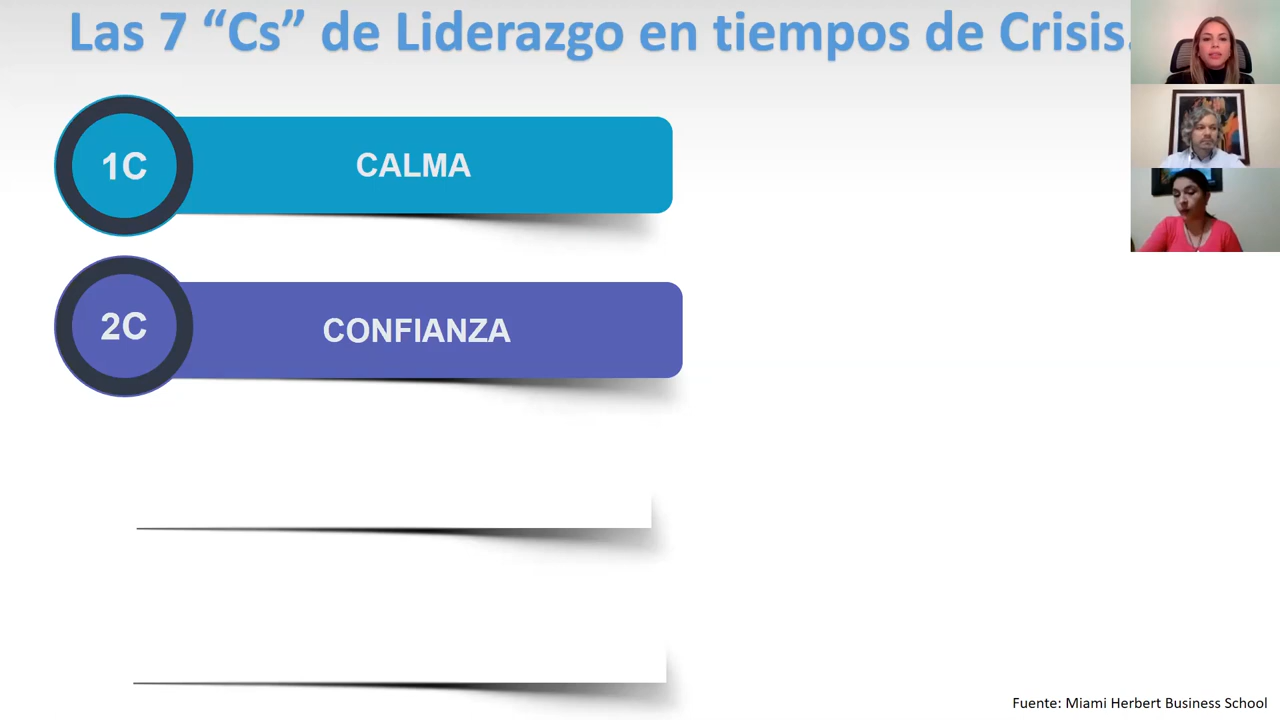 Las 7 “Cs” de Liderazgo en tiempos de Crisis.
1C
CALMA
2C
CONFIANZA
Fuente: Miami Herbert Business School